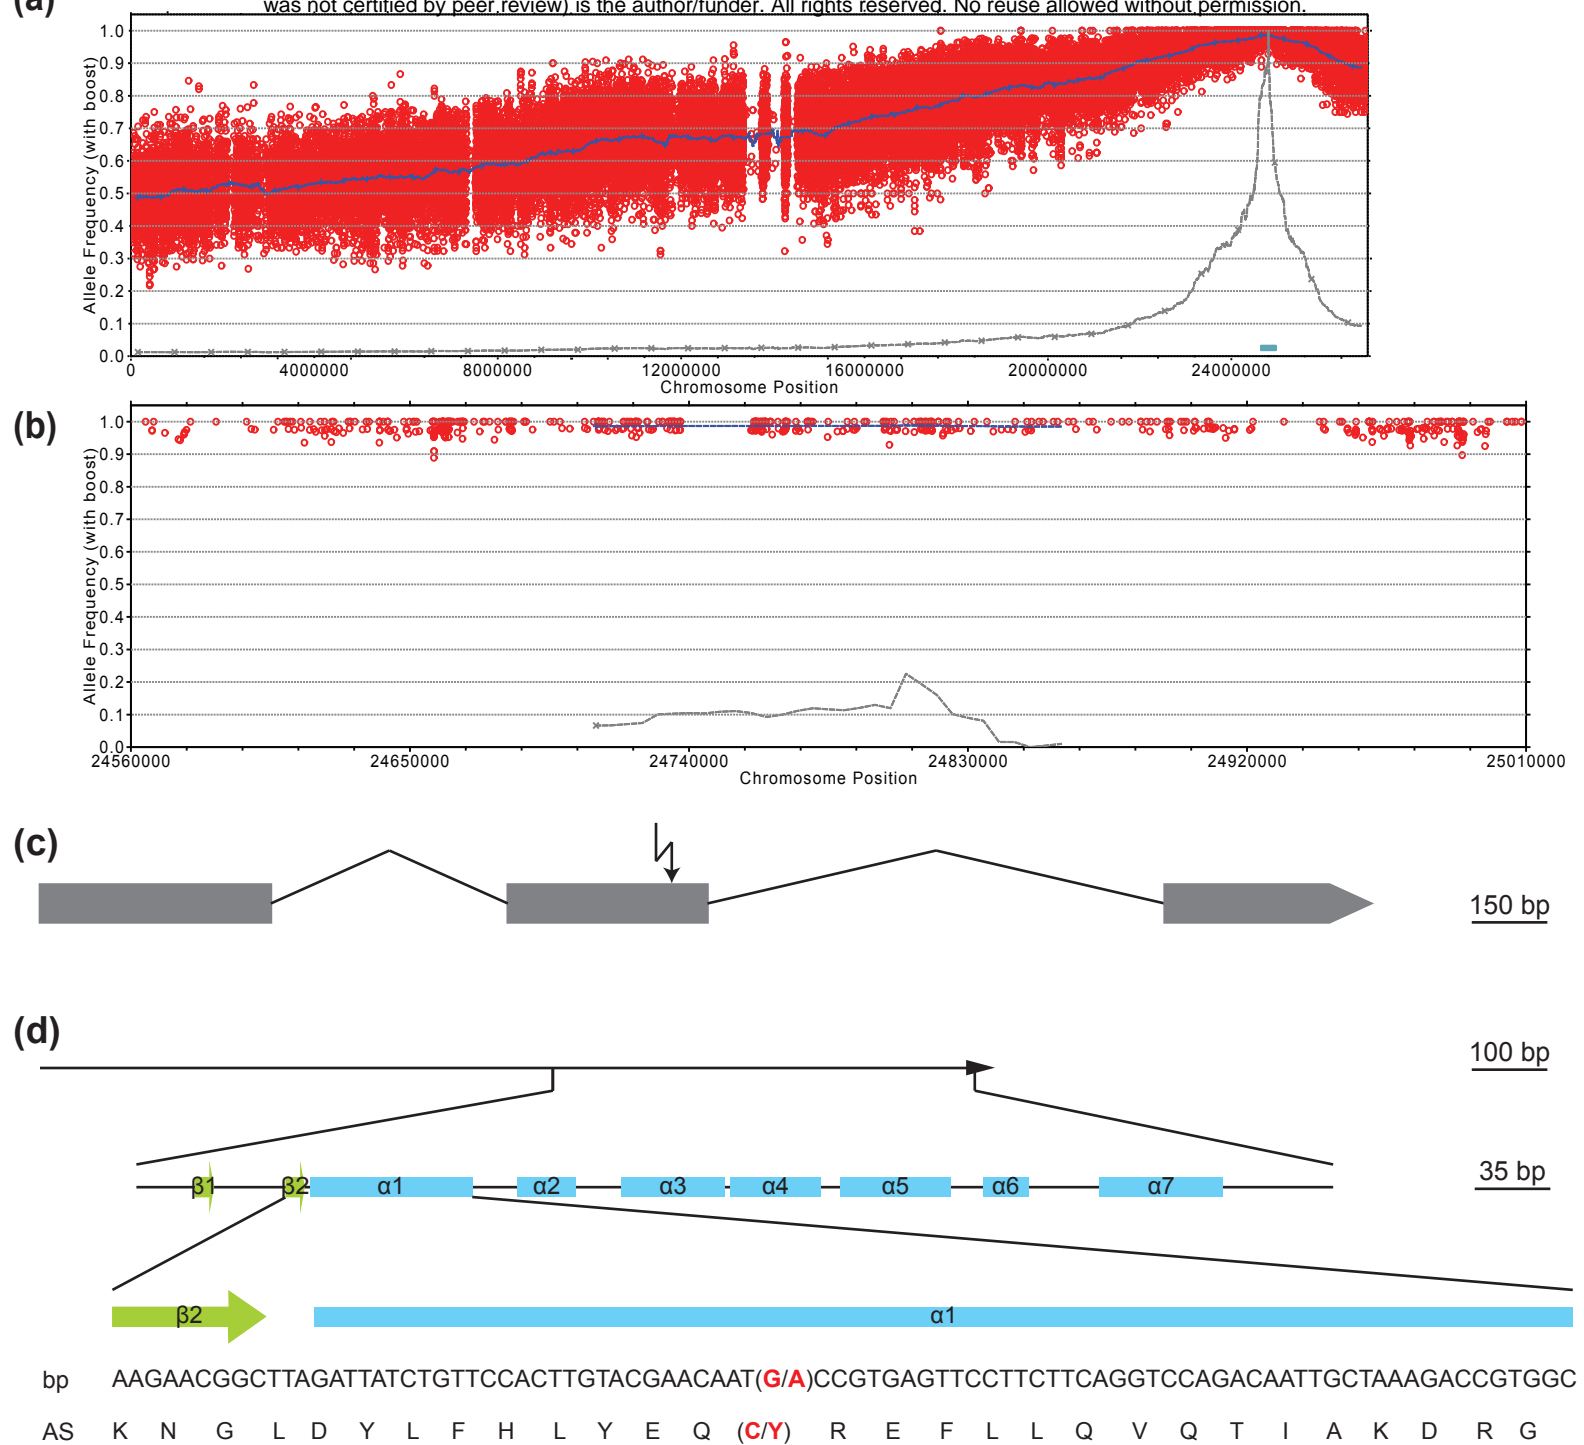 (a)
was not certified by peer review) is the author/funder. All rights reserved. No reuse allowed without permission.
Allele Frequency (with boost)
1.0
0.9
0.8
0.7
0.6
0.5
0.4
0.3
0.2
0.1
0.0
0 4000000 8000000 12000000 16000000 20000000 24000000
Chromosome Position
(b)
Allele Frequency (with boost)
1.0
0.9
0.8
0.7
0.6
0.5
0.4
0.3
0.2
0.1
0.0
24560000 24650000 24740000 24830000 24920000 25010000
Chromosome Position
(c)
150 bp
(d)
100 bp
β1 β2 α1 α2 α3 α4 α5 α6 α7
35 bp
β2 α1
bp AAGAACGGCTTAGATTATCTGTTCCACTTGTACGAACAAT(G/A)CCGTGAGTTCCTTCTTCAGGTCCAGACAATTGCTAAAGACCGTGGC
AS K N G L D Y L F H L Y E Q (C/Y) R E F L L Q V Q T I A K D R G